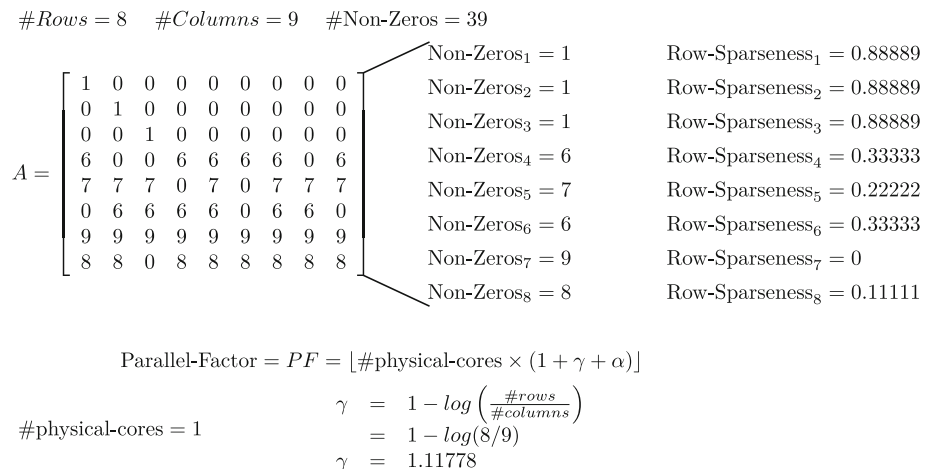 #Rows = 8 #Columns = 9 #Non-Zeros = 39
Non-Zeros₁ = 1 Row-Sparseness₁ = 0.88889
Non-Zeros₂ = 1 Row-Sparseness₂ = 0.88889
Non-Zeros₃ = 1 Row-Sparseness₃ = 0.88889
Non-Zeros₄ = 6 Row-Sparseness₄ = 0.33333
Non-Zeros₅ = 7 Row-Sparseness₅ = 0.22222
Non-Zeros₆ = 6 Row-Sparseness₆ = 0.33333
Non-Zeros₇ = 9 Row-Sparseness₇ = 0
Non-Zeros₈ = 8 Row-Sparseness₈ = 0.11111
A =
1 0 0 0 0 0 0 0 0
0 1 0 0 0 0 0 0 0
0 0 1 0 0 0 0 0 0
6 0 0 6 6 6 6 0 6
7 7 7 0 7 0 7 7 7
0 6 6 6 6 0 6 6 0
9 9 9 9 9 9 9 9 9
8 8 0 8 8 8 8 8 8
Parallel-Factor = PF = ⌊#physical-cores × (1 + γ + α)⌋
#physical-cores = 1
γ = 1 − log (#rows / #columns)
= 1 − log(8/9)
γ = 1.11778